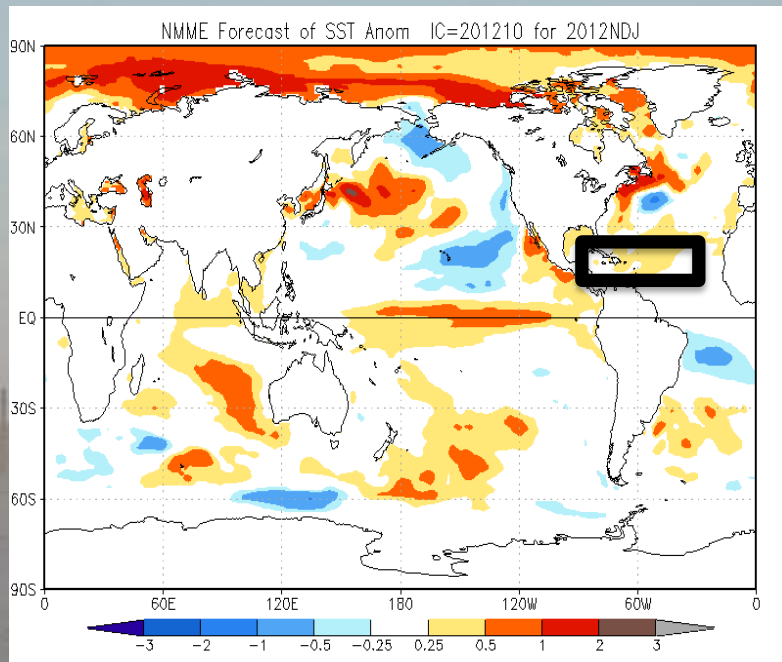 NMME Forecast of SST Anom IC=201210 for 2012NDJ
90N
60N
30N
EQ
30S
60S
90S
0 60E 120E 180 120W 60W 0
-3 -2 -1 -0.5 -0.25 0.25 0.5 1 2 3